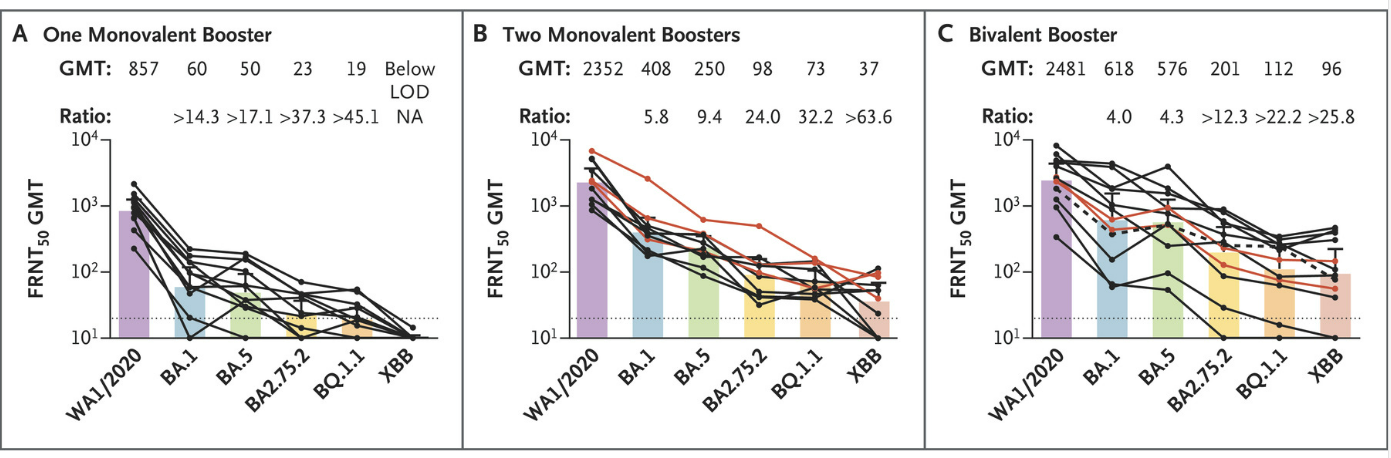 A One Monovalent Booster
GMT: 857 60 50 23 19 Below LOD
Ratio: >14.3 >17.1 >37.3 >45.1 NA
FRNT50 GMT
10⁴
10³
10²
10¹
WA1/2020 BA.1 BA.5 BA2.75.2 BQ.1.1 XBB
B Two Monovalent Boosters
GMT: 2352 408 250 98 73 37
Ratio: 5.8 9.4 24.0 32.2 >63.6
FRNT50 GMT
10⁴
10³
10²
10¹
WA1/2020 BA.1 BA.5 BA2.75.2 BQ.1.1 XBB
C Bivalent Booster
GMT: 2481 618 576 201 112 96
Ratio: 4.0 4.3 >12.3 >22.2 >25.8
FRNT50 GMT
10⁴
10³
10²
10¹
WA1/2020 BA.1 BA.5 BA2.75.2 BQ.1.1 XBB